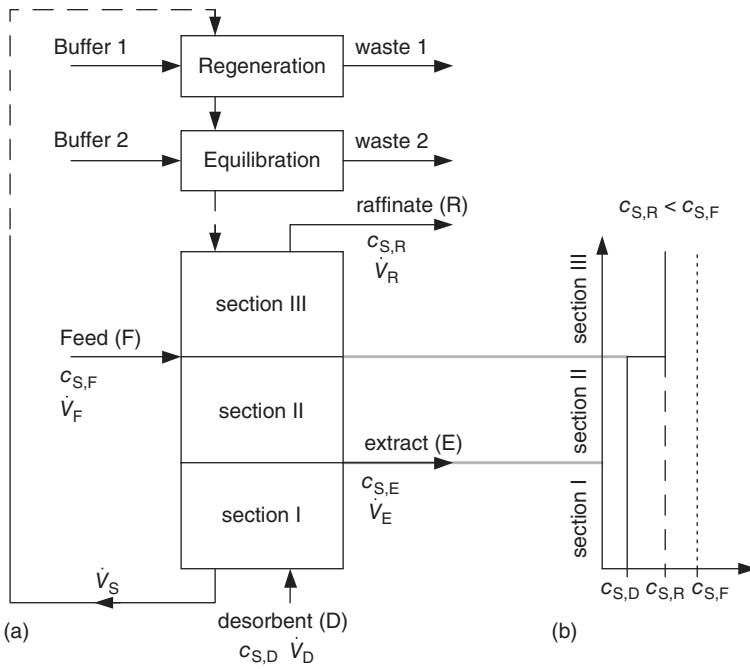 Buffer 1
Regeneration
waste 1
Buffer 2
Equilibration
waste 2
raffinate (R)
c_S,R
V̇_R
section III
Feed (F)
c_S,F
V̇_F
section II
extract (E)
c_S,E
V̇_E
section I
V̇_S
desorbent (D)
c_S,D V̇_D
(a)
c_S,R < c_S,F
section III
section II
section I
c_S,D c_S,R c_S,F
(b)